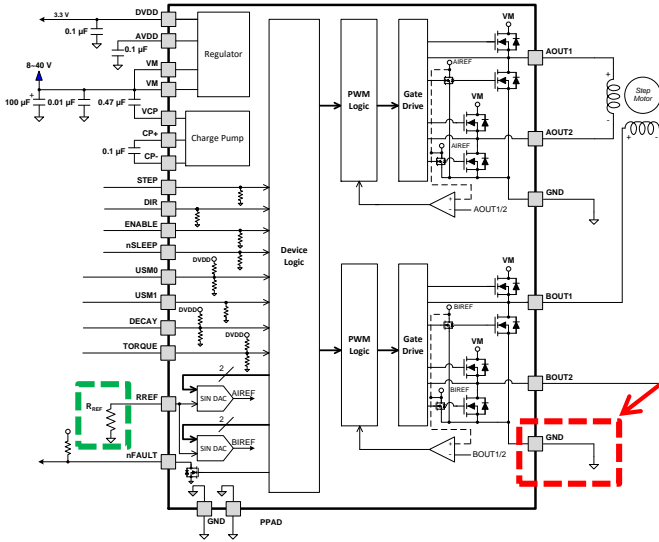 DVDD
3.3 V
0.1 µF
AVDD
0.1 µF
8–40 V
VM
VM
100 µF
+
0.01 µF
0.47 µF
VCP
CP+
0.1 µF
CP-
Regulator
Charge Pump
STEP
DIR
ENABLE
nSLEEP
DVDD
USM0
USM1
DVDD
DECAY
DVDD
TORQUE
RREF
RREF
nFAULT
2
SIN DAC
AIREF
2
SIN DAC
BIREF
GND
PPAD
Device
Logic
PWM
Logic
Gate
Drive
VM
AIREF
VM
AIREF
+
-
AOUT1/2
AOUT1
AOUT2
GND
+
-
Step
Motor
+
-
PWM
Logic
Gate
Drive
VM
BIREF
VM
BIREF
+
-
BOUT1/2
BOUT1
BOUT2
GND